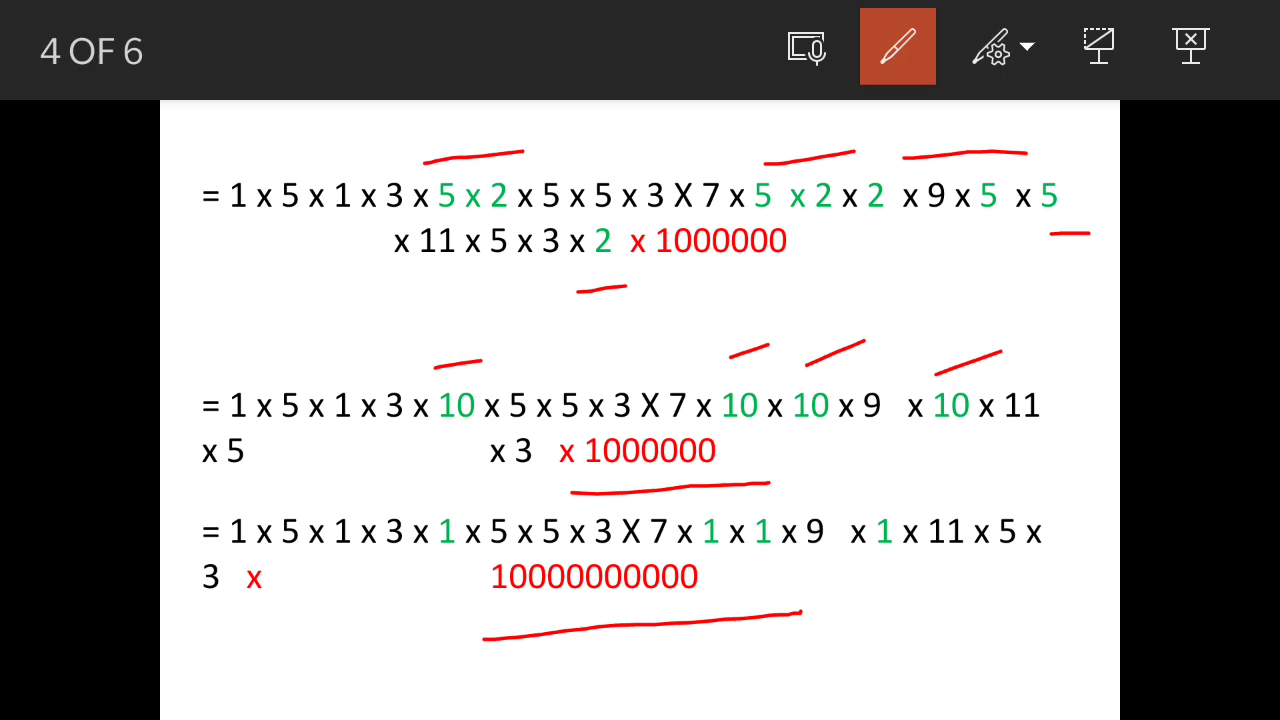 4 OF 6
= 1 x 5 x 1 x 3 x 5 x 2 x 5 x 5 x 3 X 7 x 5 x 2 x 2 x 9 x 5 x 5
x 11 x 5 x 3 x 2 x 1000000
= 1 x 5 x 1 x 3 x 10 x 5 x 5 x 3 X 7 x 10 x 10 x 9 x 10 x 11
x 5 x 3 x 1000000
= 1 x 5 x 1 x 3 x 1 x 5 x 5 x 3 X 7 x 1 x 1 x 9 x 1 x 11 x 5 x
3 x 10000000000